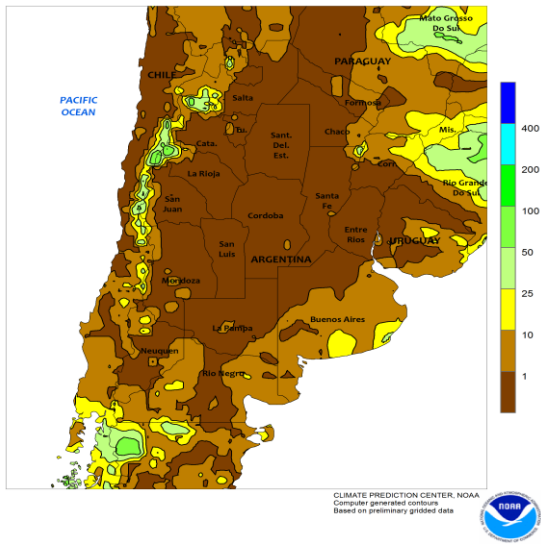 Mato Grosso
Do Sul
PARAGUAY
CHILE
PACIFIC
OCEAN
Salta
Formosa
Tu.
Sant.
Del.
Est.
Chaco
Mis.
Cata.
Corr.
La Rioja
Rio Grande
Do Sul
San
Juan
Santa
Fe
Cordoba
Entre
Rios
URUGUAY
San
Luis
ARGENTINA
Mendoza
Buenos Aires
La Pampa
Neuquen
Rio Negro
400
200
100
50
25
10
1
CLIMATE PREDICTION CENTER, NOAA
Computer generated contours
Based on preliminary gridded data
NOAA